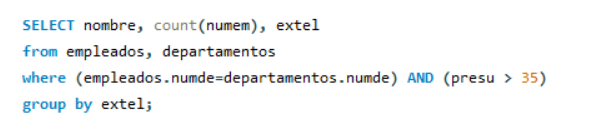 SELECT nombre, count(numem), extel
from empleados, departamentos
where (empleados.numde=departamentos.numde) AND (presu > 35)
group by extel;